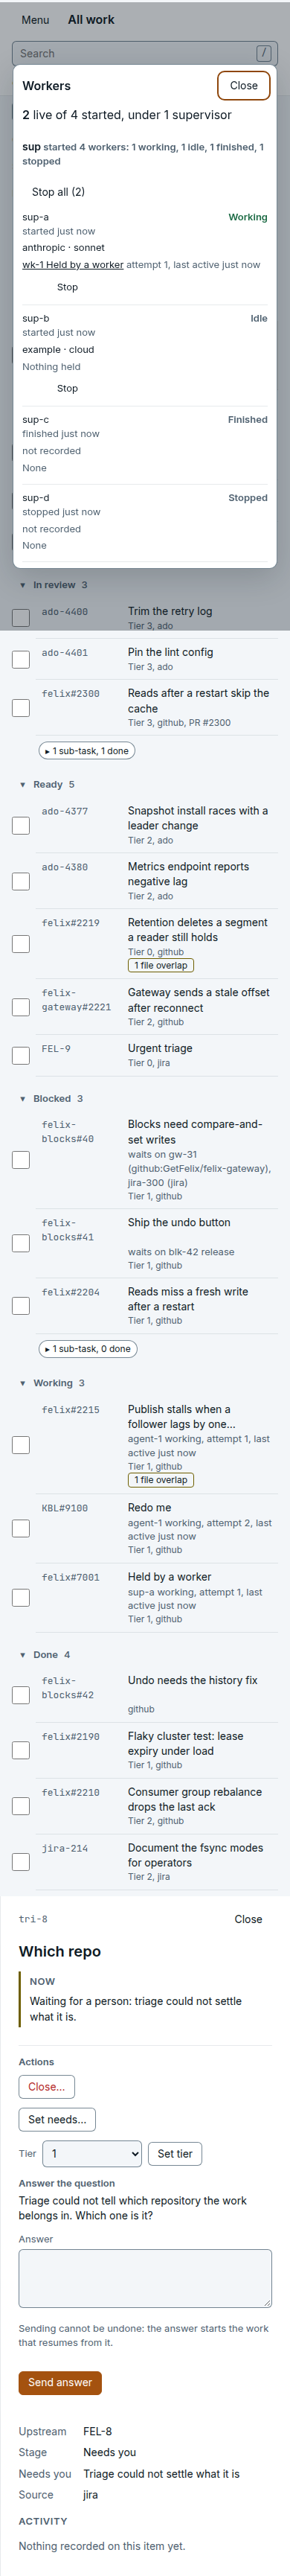 Menu
All work
Search
/
Workers
Close
2 live of 4 started, under 1 supervisor
sup started 4 workers: 1 working, 1 idle, 1 finished, 1
stopped
Stop all (2)
sup-a
Working
started just now
anthropic · sonnet
wk-1 Held by a worker attempt 1, last active just now
Stop
sup-b
Idle
started just now
example · cloud
Nothing held
Stop
sup-c
Finished
finished just now
not recorded
None
sup-d
Stopped
stopped just now
not recorded
None
▾ In review 3
ado-4400
Trim the retry log
Tier 3, ado
ado-4401
Pin the lint config
Tier 3, ado
felix#2300
Reads after a restart skip the
cache
Tier 3, github, PR #2300
▸ 1 sub-task, 1 done
▾ Ready 5
ado-4377
Snapshot install races with a
leader change
Tier 2, ado
ado-4380
Metrics endpoint reports
negative lag
Tier 2, ado
felix#2219
Retention deletes a segment
a reader still holds
Tier 0, github
1 file overlap
felix-
gateway#2221
Gateway sends a stale offset
after reconnect
Tier 2, github
FEL-9
Urgent triage
Tier 0, jira
▾ Blocked 3
felix-
blocks#40
Blocks need compare-and-
set writes
waits on gw-31
(github:GetFelix/felix-gateway),
jira-300 (jira)
Tier 1, github
felix-
blocks#41
Ship the undo button
waits on blk-42 release
Tier 1, github
felix#2204
Reads miss a fresh write
after a restart
Tier 1, github
▸ 1 sub-task, 0 done
▾ Working 3
felix#2215
Publish stalls when a
follower lags by one…
agent-1 working, attempt 1, last
active just now
Tier 1, github
1 file overlap
KBL#9100
Redo me
agent-1 working, attempt 2, last
active just now
Tier 1, github
felix#7001
Held by a worker
sup-a working, attempt 1, last
active just now
Tier 1, github
▾ Done 4
felix-
blocks#42
Undo needs the history fix
github
felix#2190
Flaky cluster test: lease
expiry under load
Tier 1, github
felix#2210
Consumer group rebalance
drops the last ack
Tier 2, github
jira-214
Document the fsync modes
for operators
Tier 2, jira
tri-8
Close
Which repo
NOW
Waiting for a person: triage could not settle
what it is.
Actions
Close…
Set needs…
Tier
1
Set tier
Answer the question
Triage could not tell which repository the work
belongs in. Which one is it?
Answer
Sending cannot be undone: the answer starts the work
that resumes from it.
Send answer
Upstream FEL-8
Stage Needs you
Needs you Triage could not settle what it is
Source jira
ACTIVITY
Nothing recorded on this item yet.